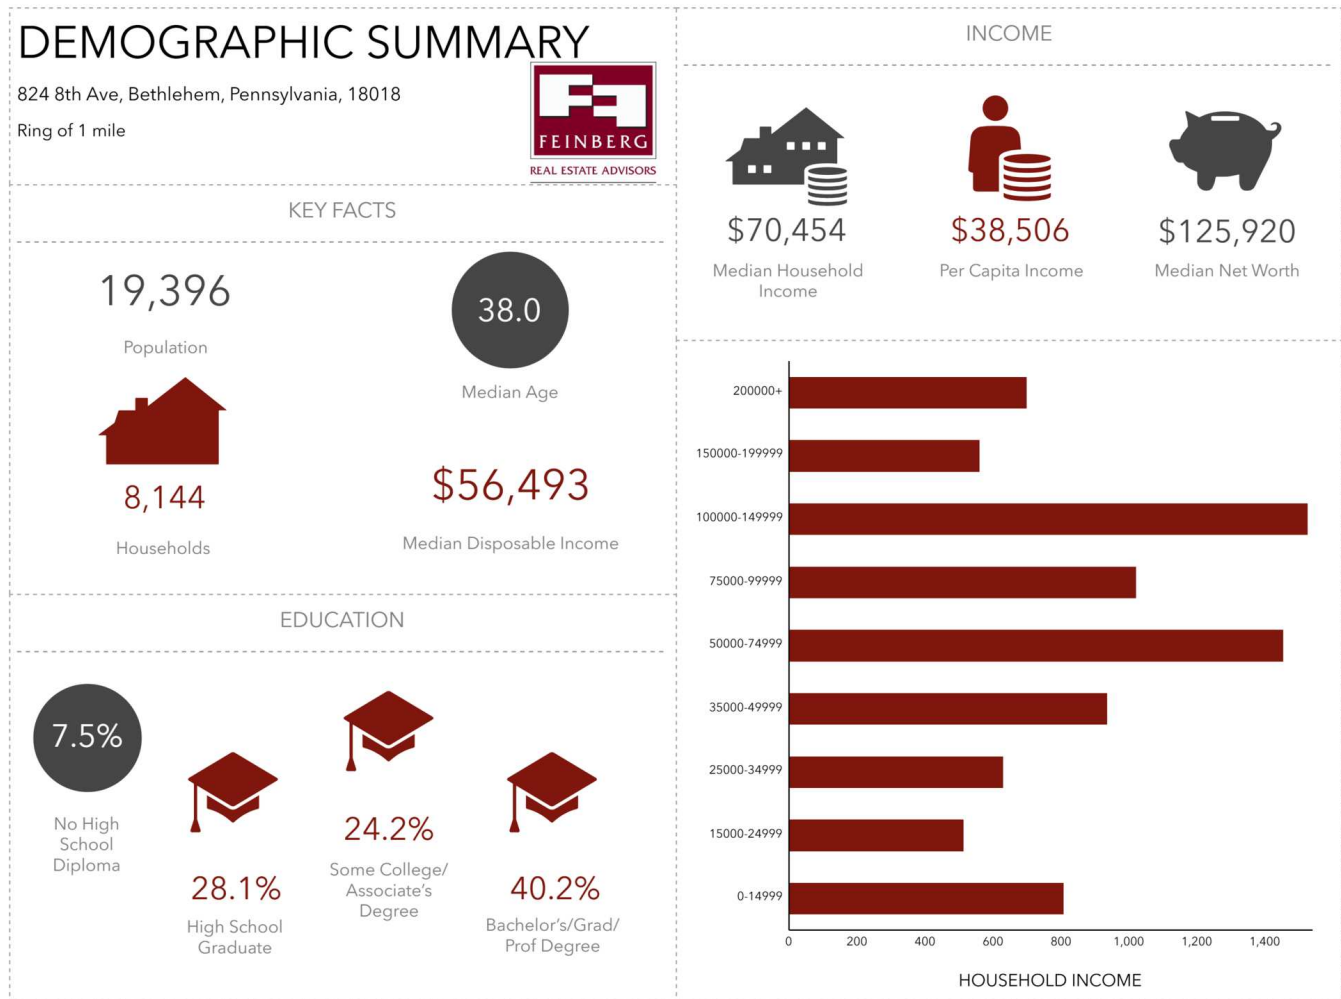 DEMOGRAPHIC SUMMARY
824 8th Ave, Bethlehem, Pennsylvania, 18018
Ring of 1 mile
FEINBERG
REAL ESTATE ADVISORS
KEY FACTS
19,396
Population
38.0
Median Age
8,144
Households
$56,493
Median Disposable Income
EDUCATION
7.5%
No High
School
Diploma
28.1%
High School
Graduate
24.2%
Some College/
Associate's
Degree
40.2%
Bachelor's/Grad/
Prof Degree
INCOME
$70,454
Median Household
Income
$38,506
Per Capita Income
$125,920
Median Net Worth
200000+
150000-199999
100000-149999
75000-99999
50000-74999
35000-49999
25000-34999
15000-24999
0-14999
0 200 400 600 800 1,000 1,200 1,400
HOUSEHOLD INCOME